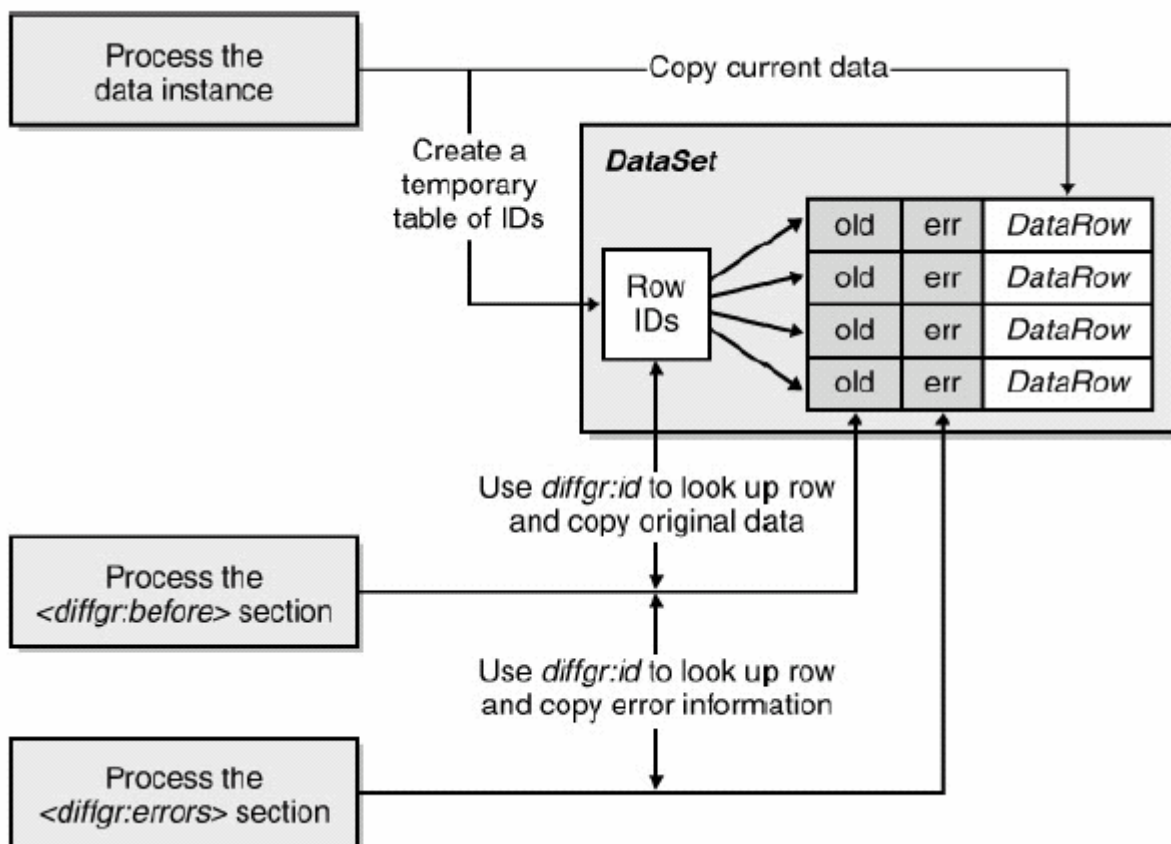 Process the
data instance
Copy current data
Create a
temporary
table of IDs
DataSet
Row
IDs
old err DataRow
old err DataRow
old err DataRow
old err DataRow
Use diffgr:id to look up row
and copy original data
Process the
<diffgr:before> section
Use diffgr:id to look up row
and copy error information
Process the
<diffgr:errors> section